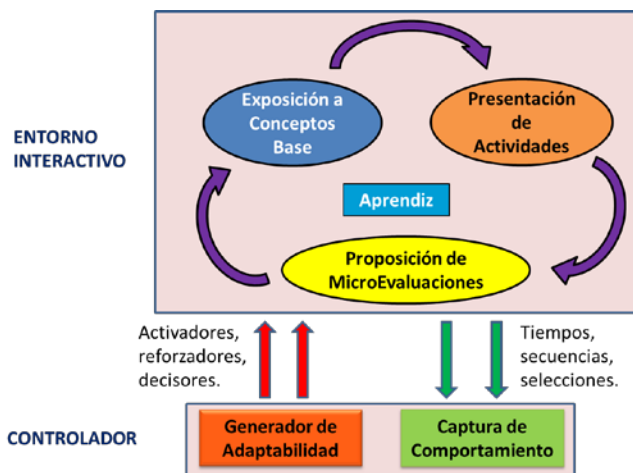 Exposición a
Conceptos
Base
Presentación
de
Actividades
ENTORNO
INTERACTIVO
Aprendiz
Proposición de
MicroEvaluaciones
Activadores,
reforzadores,
decisores.
Tiempos,
secuencias,
selecciones.
CONTROLADOR
Generador de
Adaptabilidad
Captura de
Comportamiento